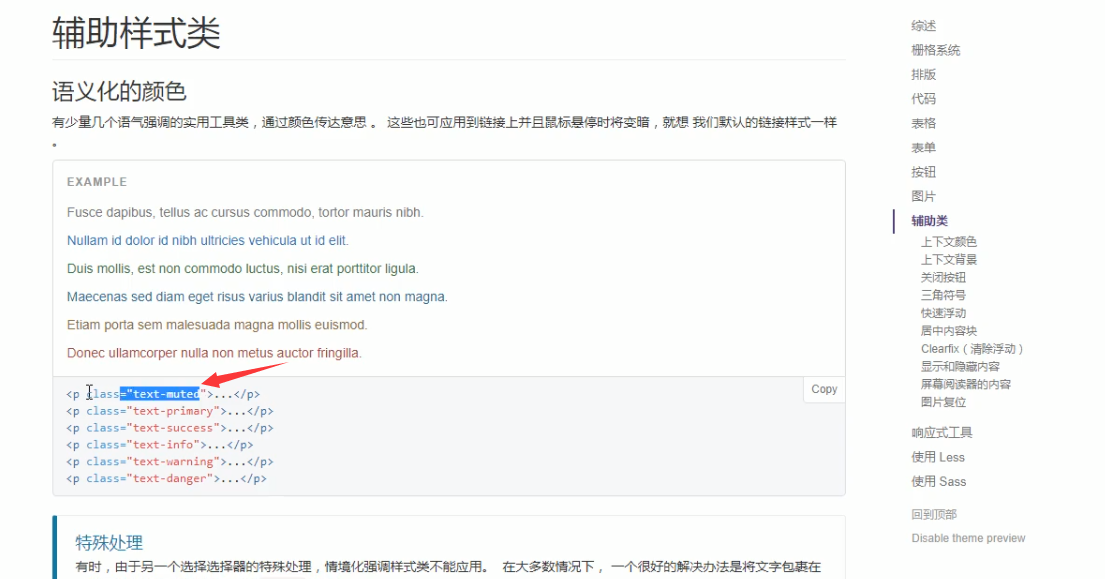 辅助样式类
语义化的颜色
有少量几个语气强调的实用工具类，通过颜色传达意思 。 这些也可应用到链接上并且鼠标悬停时将变暗，就想 我们默认的链接样式一样
。
EXAMPLE
Fusce dapibus, tellus ac cursus commodo, tortor mauris nibh.
Nullam id dolor id nibh ultricies vehicula ut id elit.
Duis mollis, est non commodo luctus, nisi erat porttitor ligula.
Maecenas sed diam eget risus varius blandit sit amet non magna.
Etiam porta sem malesuada magna mollis euismod.
Donec ullamcorper nulla non metus auctor fringilla.
Copy
<p class="text-muted">...</p>
<p class="text-primary">...</p>
<p class="text-success">...</p>
<p class="text-info">...</p>
<p class="text-warning">...</p>
<p class="text-danger">...</p>
特殊处理
有时，由于另一个选择选择器的特殊处理，情境化强调样式类不能应用。 在大多数情况下， 一个很好的解决办法是将文字包裹在
综述
栅格系统
排版
代码
表格
表单
按钮
图片
辅助类
上下文颜色
上下文背景
关闭按钮
三角符号
快速浮动
居中内容块
Clearfix（清除浮动）
显示和隐藏内容
屏幕阅读器的内容
图片复位
响应式工具
使用 Less
使用 Sass
回到顶部
Disable theme preview